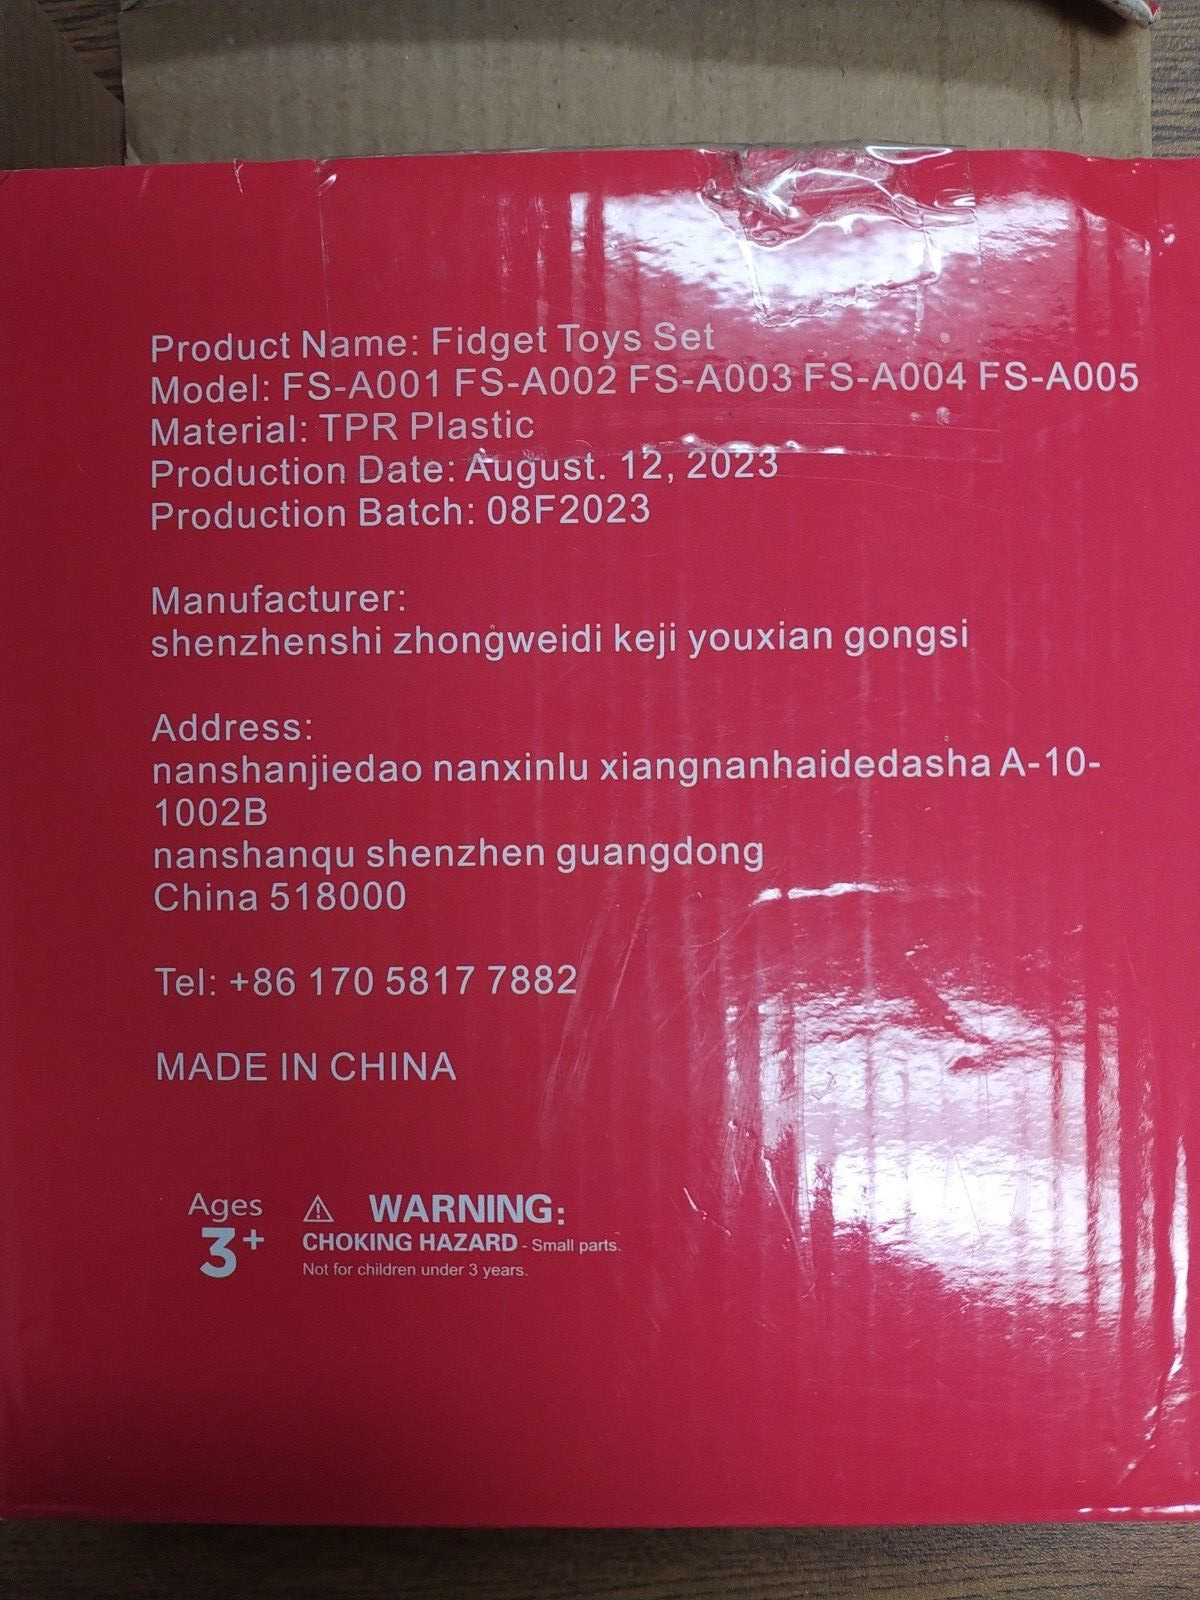 Product Name: Fidget Toys Set
Model: FS-A001 FS-A002 FS-A003 FS-A004 FS-A005
Material: TPR Plastic
Production Date: August. 12, 2023
Production Batch: 08F2023
Manufacturer:
shenzhenshi zhongweidi keji youxian gongsi
Address:
nanshanjiedao nanxinlu xiangnanhaidedasha A-10-
1002B
nanshanqu shenzhen guangdong
China 518000
Tel: +86 170 5817 7882
MADE IN CHINA
Ages
3+
⚠ WARNING:
CHOKING HAZARD - Small parts.
Not for children under 3 years.